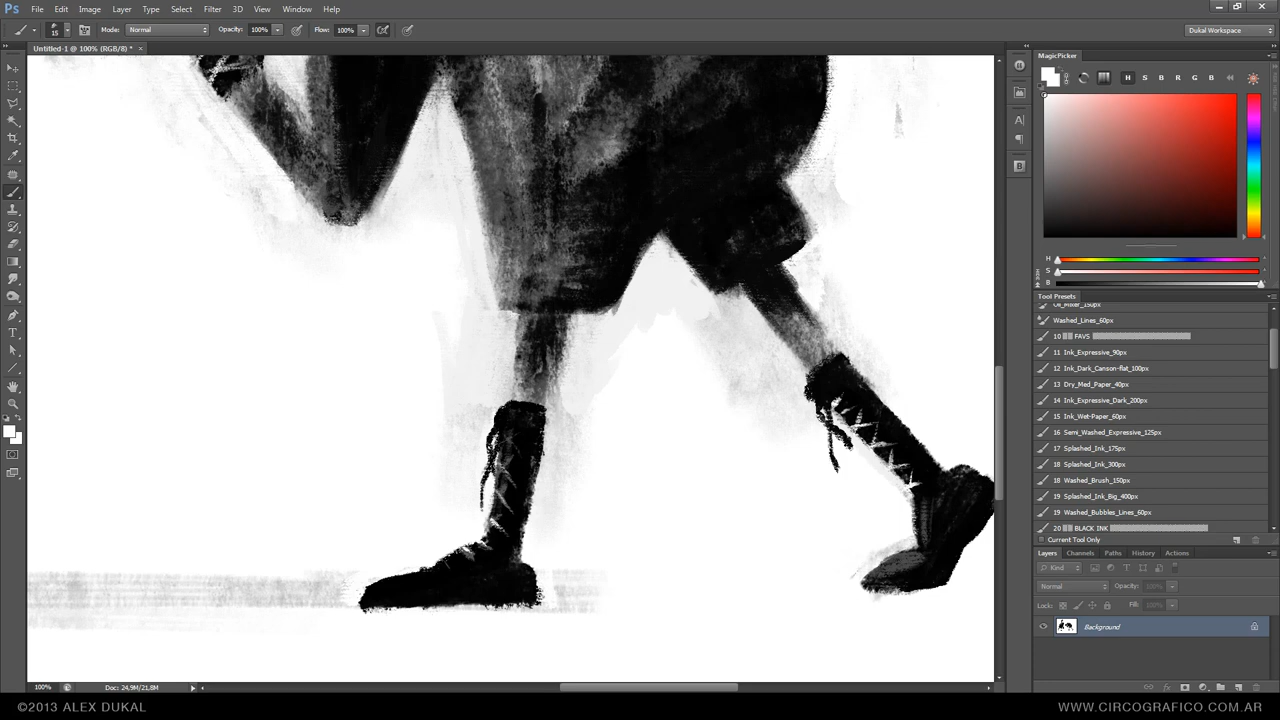 Ps File Edit Image Layer Type Select Filter 3D View Window Help
15 Mode: Normal Opacity: 100% Flow: 100% Dukal Workspace
Untitled-1 @ 100% (RGB/8) * ×
MagicPicker
H S B R G B
H
S
B
Tool Presets
Oil_Mixer_150px
Washed_Lines_60px
10 FAVS
11 Ink_Expressive_90px
12 Ink_Dark_Canson-flat_100px
13 Dry_Med_Paper_40px
14 Ink_Expressive_Dark_200px
15 Ink_Wet-Paper_60px
16 Semi_Washed_Expressive_125px
17 Splashed_Ink_175px
18 Splashed_Ink_300px
18 Washed_Brush_150px
19 Splashed_Ink_Big_400px
19 Washed_Bubbles_Lines_60px
20 BLACK INK
Current Tool Only
Layers Channels Paths History Actions
Kind
Normal Opacity: 100%
Lock: Fill: 100%
Background
100% Doc: 24,9M/21,8M
©2013 ALEX DUKAL WWW.CIRCOGRAFICO.COM.AR